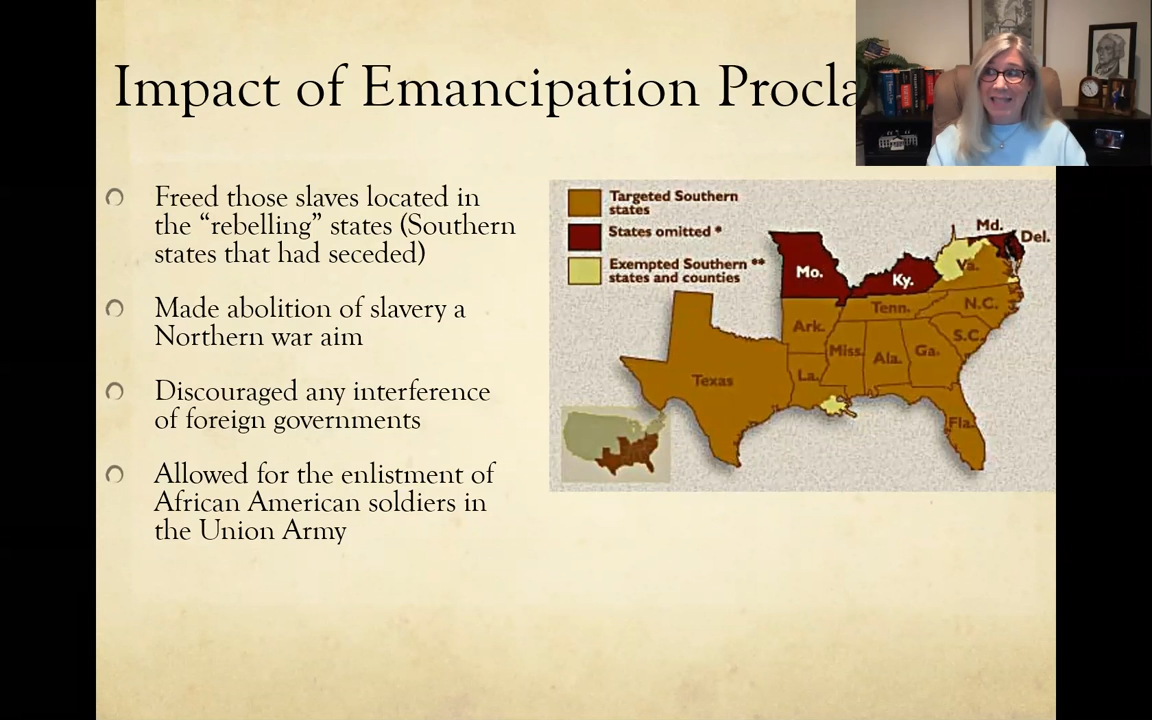 Impact of Emancipation Procla
Freed those slaves located in
the “rebelling” states (Southern
states that had seceded)
Made abolition of slavery a
Northern war aim
Discouraged any interference
of foreign governments
Allowed for the enlistment of
African American soldiers in
the Union Army
Targeted Southern
states
States omitted *
Exempted Southern **
states and counties
Md.
Del.
Mo.
Ky.
Va.
Tenn.
N.C.
Ark.
S.C.
Miss.
Ala.
Ga.
La.
Texas
Fla.